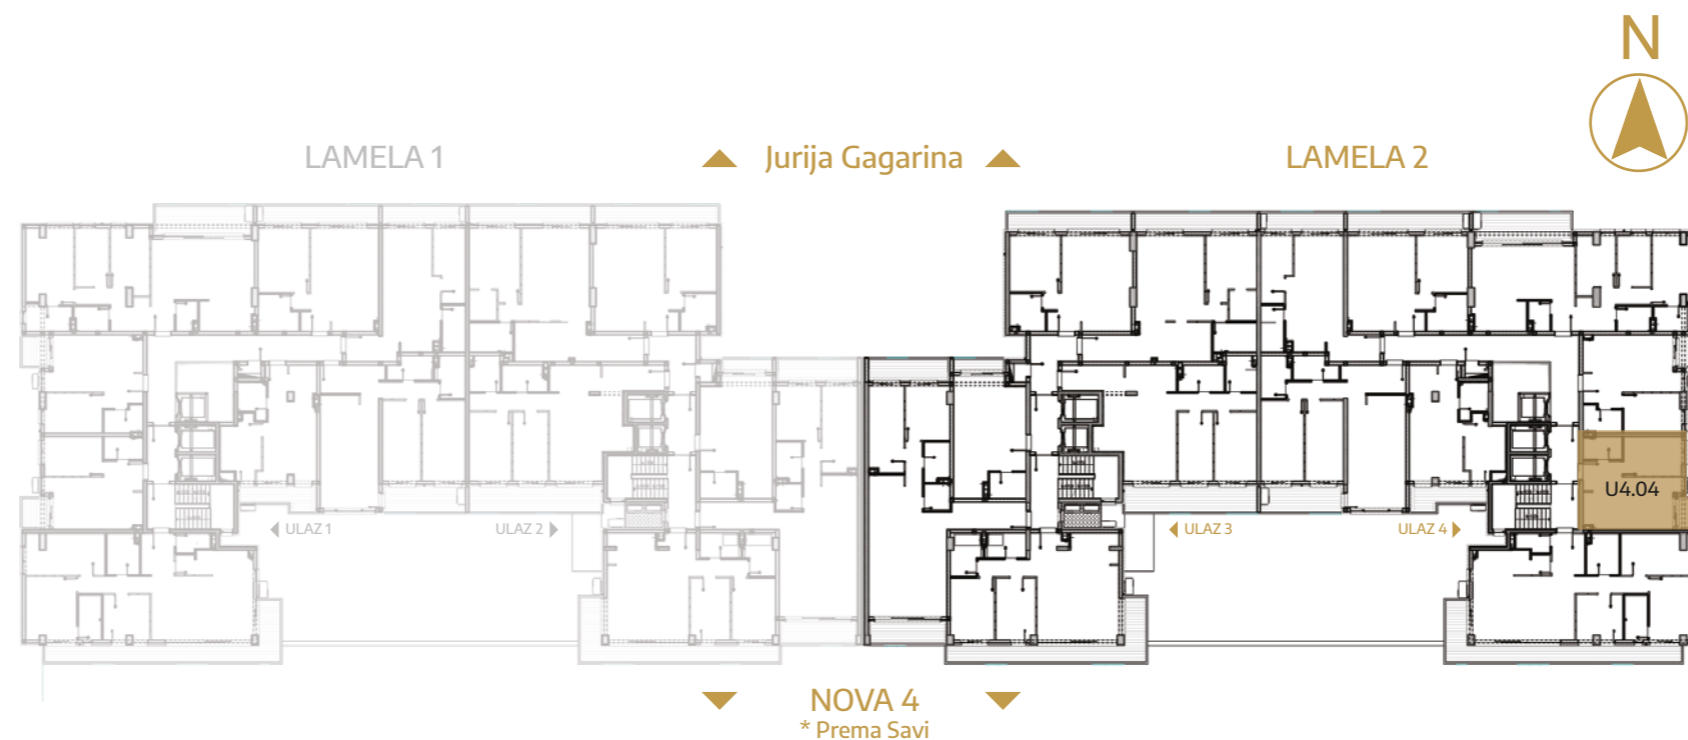 N
LAMELA 1
Jurija Gagarina
LAMELA 2
U4.04
ULAZ 1
ULAZ 2
ULAZ 3
ULAZ 4
NOVA 4
* Prema Savi